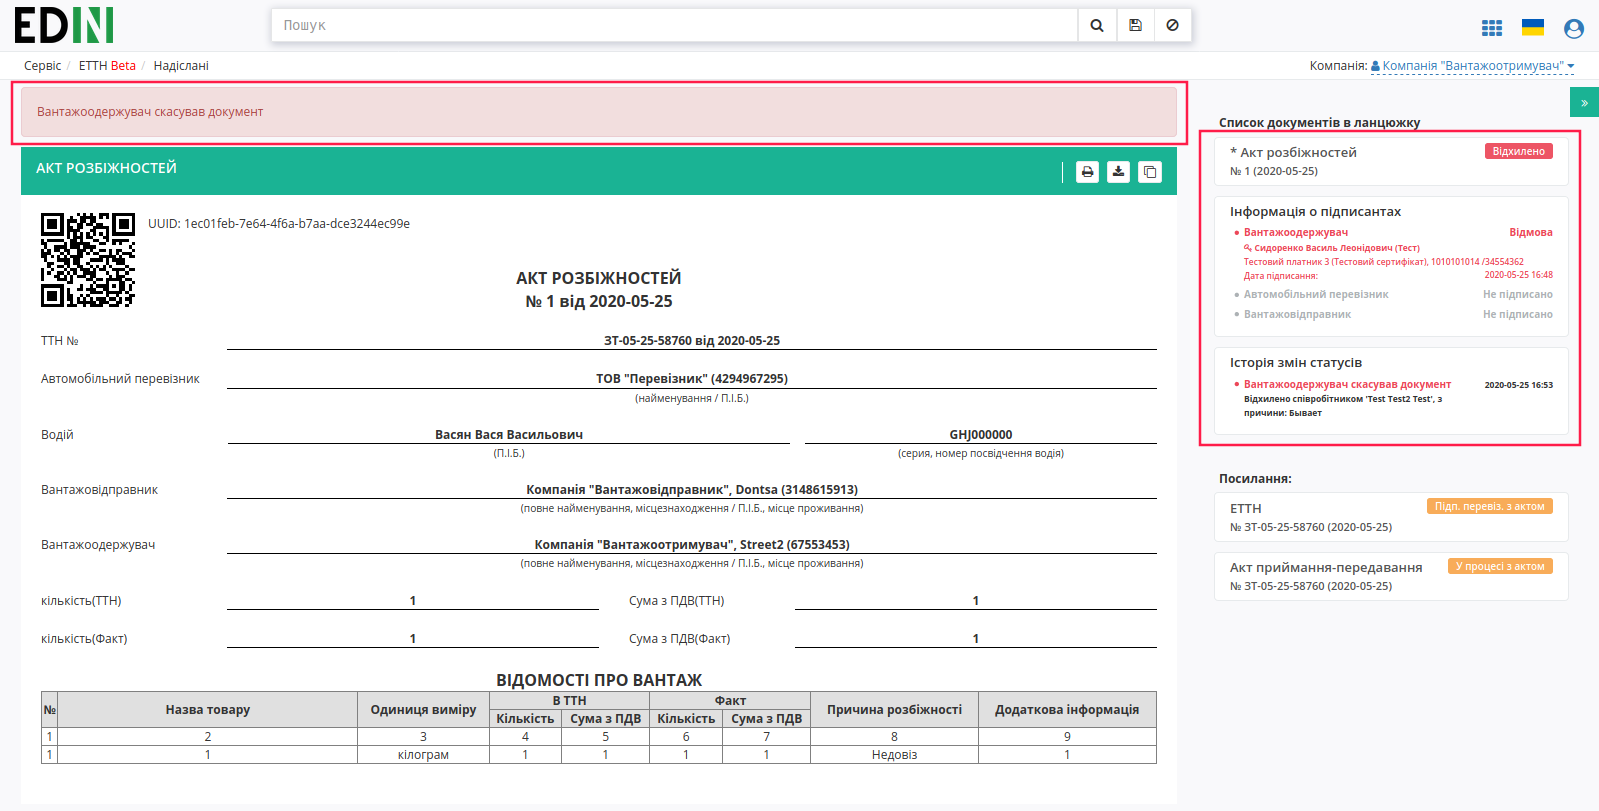 EDIN
Пошук
Сервіс / ЕТТН Beta / Надіслані
Компанія: Компанія "Вантажоотримувач"
Вантажоодержувач скасував документ
АКТ РОЗБІЖНОСТЕЙ
UUID: 1ec01feb-7e64-4f6a-b7aa-dce3244ec99e
АКТ РОЗБІЖНОСТЕЙ
№ 1 від 2020-05-25
ТТН № ЗТ-05-25-58760 від 2020-05-25
Автомобільний перевізник ТОВ "Перевізник" (4294967295)
(найменування / П.І.Б.)
Водій Васян Вася Васильович GHJ000000
(П.І.Б.) (серия, номер посвідчення водія)
Вантажовідправник Компанія "Вантажовідправник", Dontsa (3148615913)
(повне найменування, місцезнаходження / П.І.Б., місце проживання)
Вантажоодержувач Компанія "Вантажоотримувач", Street2 (67553453)
(повне найменування, місцезнаходження / П.І.Б., місце проживання)
кількість(ТТН) 1 Сума з ПДВ(ТТН) 1
кількість(Факт) 1 Сума з ПДВ(Факт) 1
ВІДОМОСТІ ПРО ВАНТАЖ
№ Назва товару Одиниця виміру В ТТН Факт Причина розбіжності Додаткова інформація
Кількість Сума з ПДВ Кількість Сума з ПДВ
1 2 3 4 5 6 7 8 9
1 1 кілограм 1 1 1 1 Недовіз 1
»
Список документів в ланцюжку
* Акт розбіжностей Відхилено
№ 1 (2020-05-25)
Інформація о підписантах
Вантажоодержувач Відмова
Сидоренко Василь Леонідович (Тест)
Тестовий платник 3 (Тестовий сертифікат), 1010101014 /34554362
Дата підписання: 2020-05-25 16:48
Автомобільний перевізник Не підписано
Вантажовідправник Не підписано
Історія змін статусів
Вантажоодержувач скасував документ 2020-05-25 16:53
Відхилено співробітником 'Test Test2 Test', з
причини: Бывает
Посилання:
ЕТТН Підп. перевіз. з актом
№ ЗТ-05-25-58760 (2020-05-25)
Акт приймання-передавання У процесі з актом
№ ЗТ-05-25-58760 (2020-05-25)